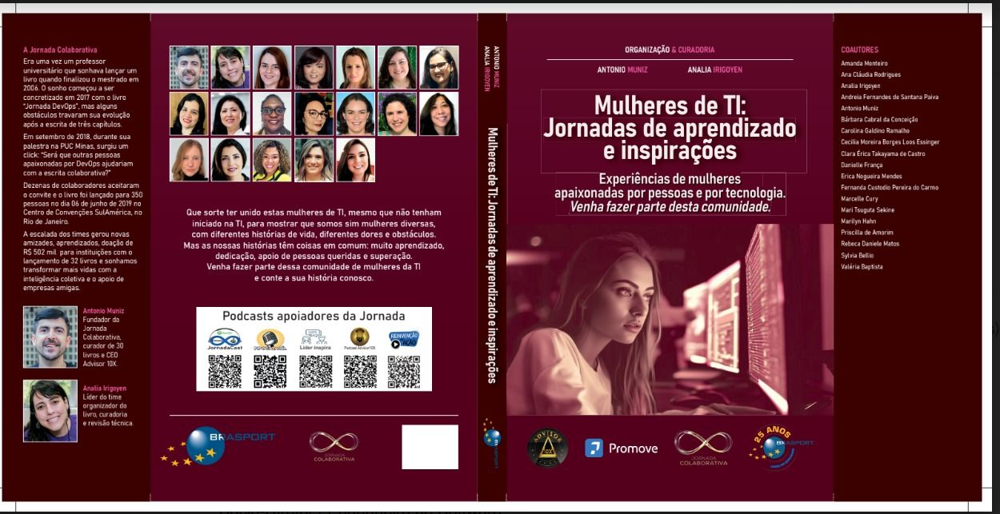 A Jornada Colaborativa
Era uma vez um professor
universitário que sonhava lançar um
livro quando finalizou o mestrado em
2006. O sonho começou a ser
concretizado em 2017 com o livro
“Jornada DevOps”, mas alguns
obstáculos travaram sua evolução
após a escrita de três capítulos.
Em setembro de 2018, durante sua
palestra na PUC Minas, surgiu um
click: “Será que outras pessoas
apaixonadas por DevOps ajudariam
com a escrita colaborativa?”
Dezenas de colaboradores aceitaram
o convite e o livro foi lançado para 350
pessoas no dia 06 de junho de 2019 no
Centro de Convenções SulAmérica, no
Rio de Janeiro.
A escalada dos times gerou novas
amizades, aprendizados, doação de
R$ 502 mil para instituições com o
lançamento de 32 livros e sonhamos
transformar mais vidas com a
inteligência coletiva e o apoio de
empresas amigas.
Antonio Muniz
Fundador da
Jornada
Colaborativa,
curador de 30
livros e CEO
Advisor 10X.
Analia Irigoyen
Líder do time
organizador do
livro, curadoria
e revisão técnica.
Que sorte ter unido estas mulheres de TI, mesmo que não tenham
iniciado na TI, para mostrar que somos sim mulheres diversas,
com diferentes histórias de vida, diferentes dores e obstáculos.
Mas as nossas histórias têm coisas em comum: muito aprendizado,
dedicação, apoio de pessoas queridas e superação.
Venha fazer parte dessa comunidade de mulheres da TI
e conte a sua história conosco.
Podcasts apoiadores da Jornada
JornadaCast
Líder inspira
Podcast Advisor10X
REINVENÇÃO
AÇÃO
BRASPORT
JORNADA
COLABORATIVA
ANTONIO MUNIZ
ANALIA IRIGOYEN
Mulheres de TI: Jornadas de aprendizado e inspirações
BRASPORT
ORGANIZAÇÃO & CURADORIA
ANTONIO MUNIZ ANALIA IRIGOYEN
Mulheres de TI:
Jornadas de aprendizado
e inspirações
Experiências de mulheres
apaixonadas por pessoas e por tecnologia.
Venha fazer parte desta comunidade.
ADVISOR
10X
Promove
JORNADA
COLABORATIVA
25 ANOS
BRASPORT
COAUTORES
Amanda Monteiro
Ana Cláudia Rodrigues
Analia Irigoyen
Andreia Fernandes de Santana Paiva
Antonio Muniz
Bárbara Cabral da Conceição
Carolina Galdino Ramalho
Cecilia Moreira Borges Loos Essinger
Clara Érica Takayama de Castro
Danielle França
Erica Nogueira Mendes
Fernanda Custodio Pereira do Carmo
Marcelle Cury
Mari Tsuguta Sekine
Marilyn Hahn
Priscilla de Amorim
Rebeca Daniele Matos
Sylvia Bellio
Valéria Baptista